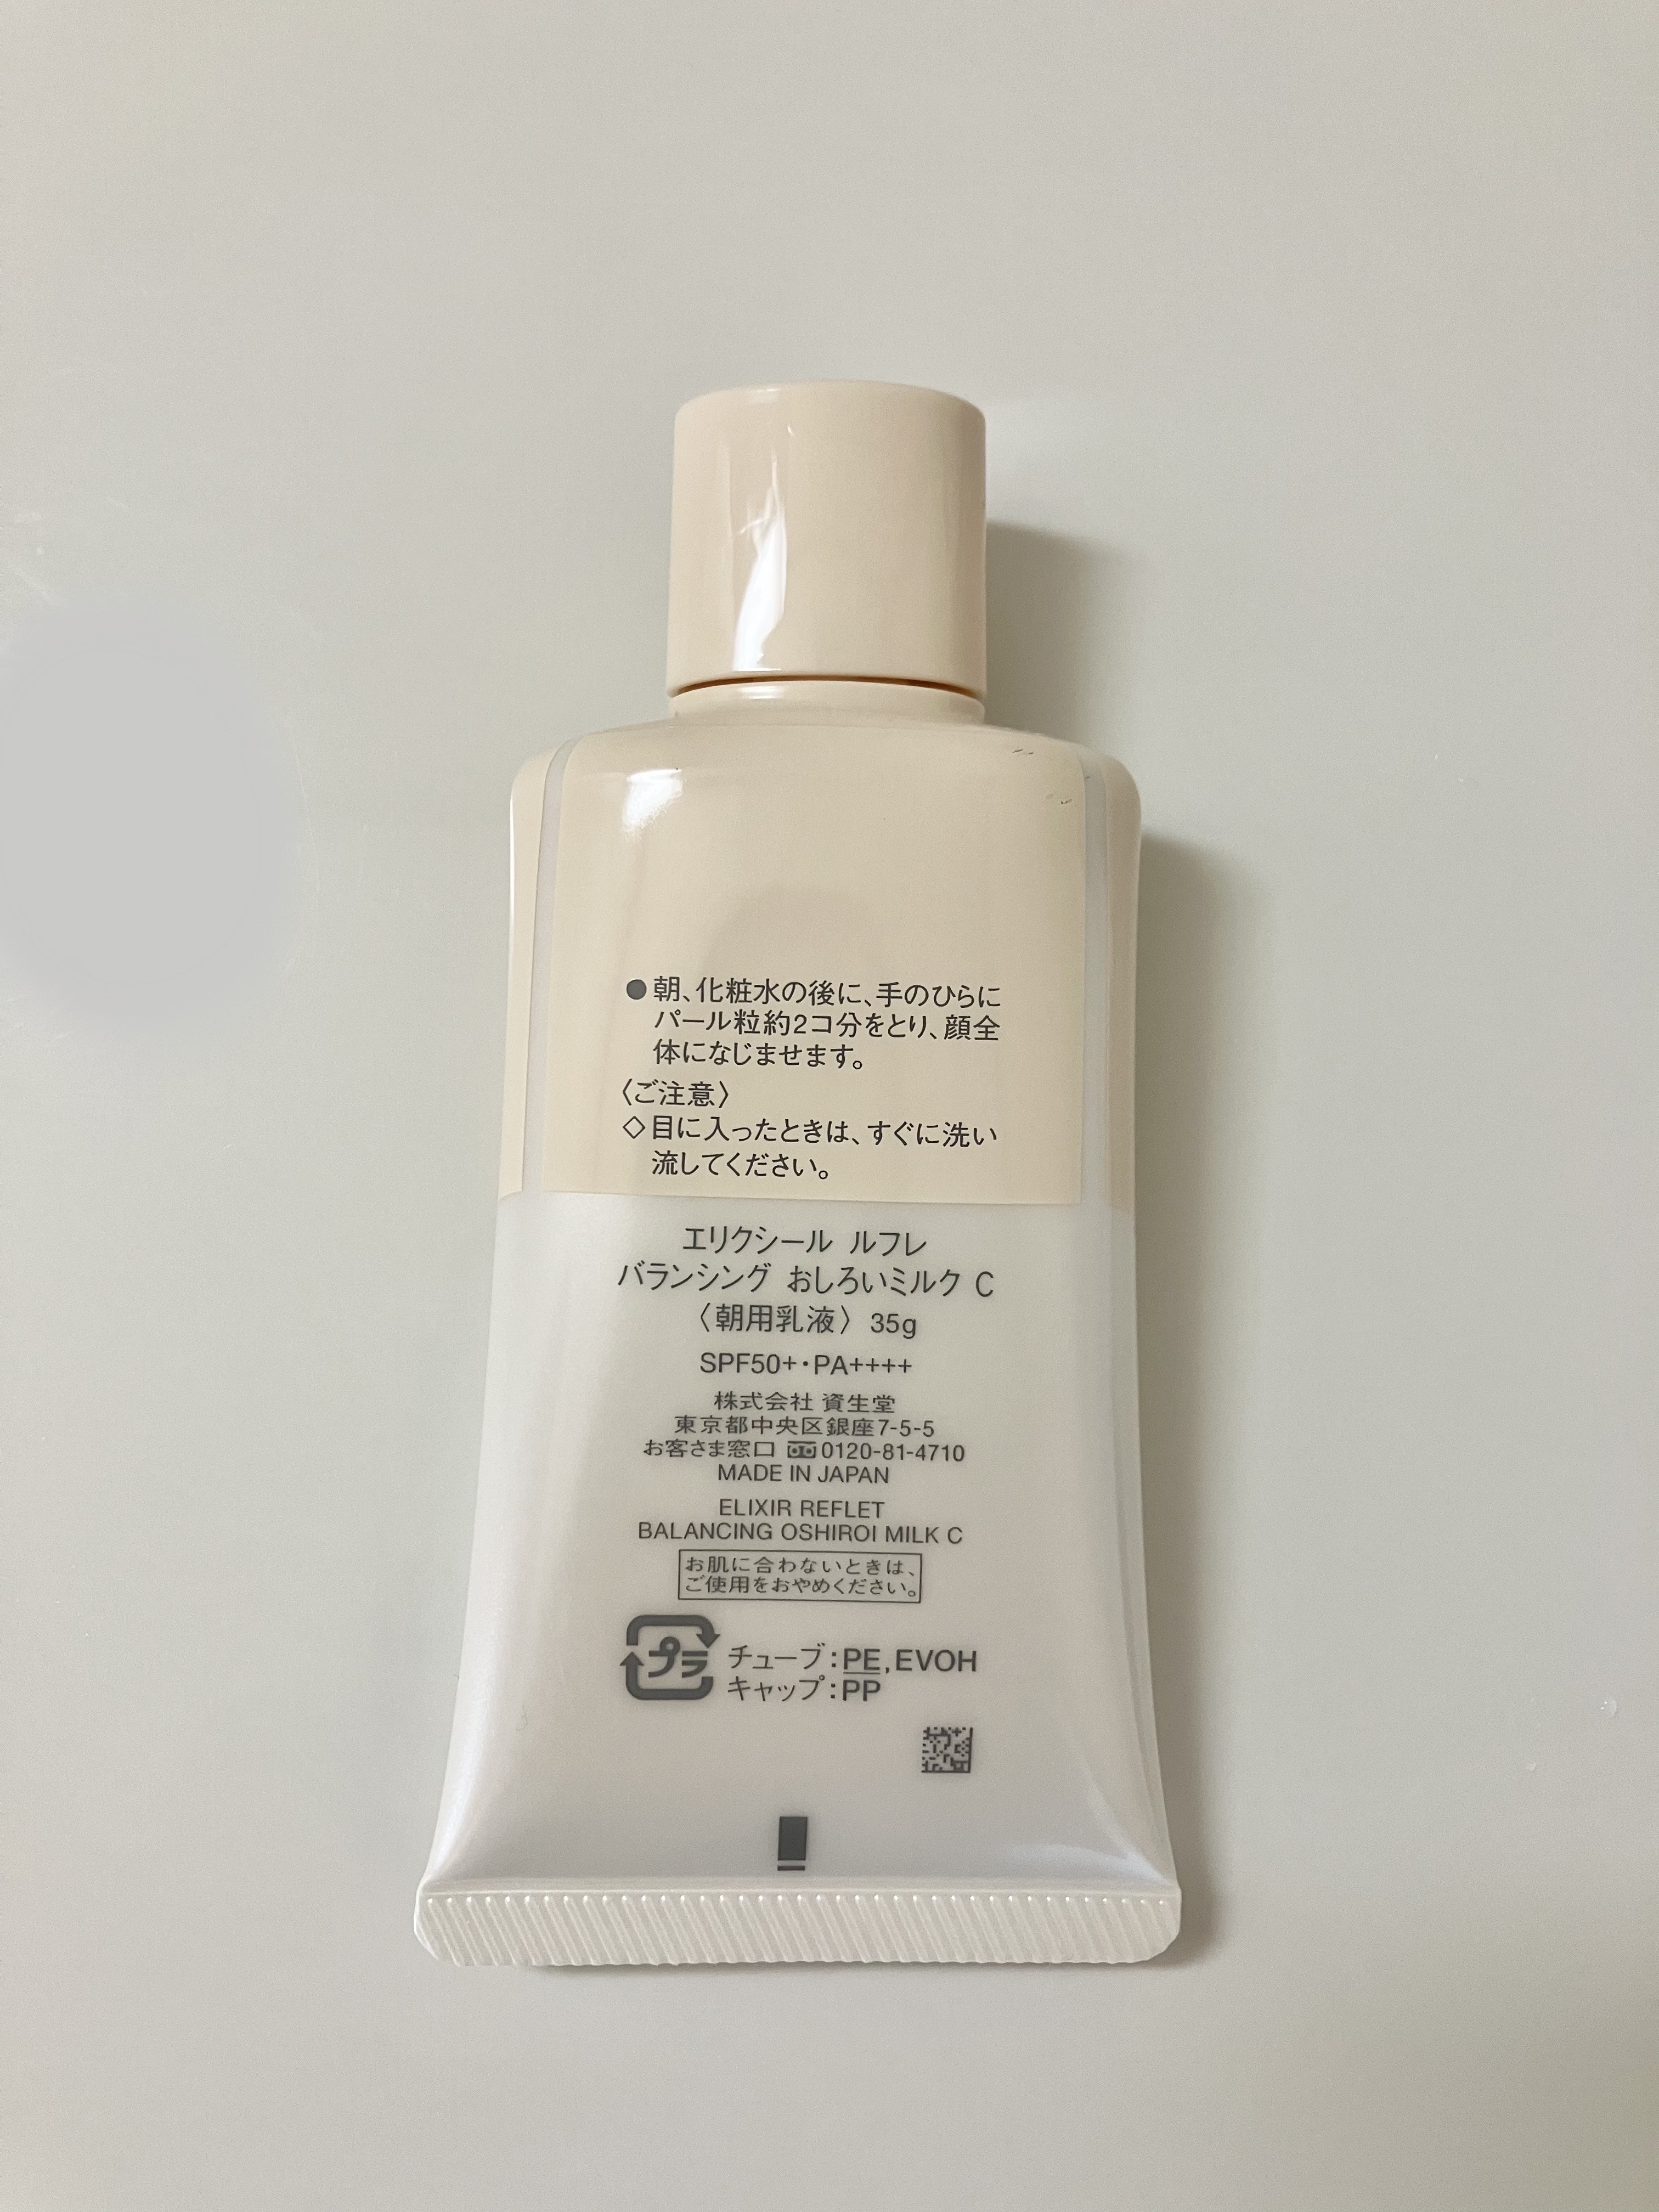 ●朝、化粧水の後に、手のひらに
パール粒約2コ分をとり、顔全
体になじませます。
〈ご注意〉
◇目に入ったときは、すぐに洗い
流してください。
エリクシール ルフレ
バランシング おしろいミルク C
〈朝用乳液〉 35g
SPF50+・PA++++
株式会社 資生堂
東京都中央区銀座7-5-5
お客さま窓口 0120-81-4710
MADE IN JAPAN
ELIXIR REFLET
BALANCING OSHIROI MILK C
お肌に合わないときは、
ご使用をおやめください。
プラ
チューブ:PE,EVOH
キャップ:PP